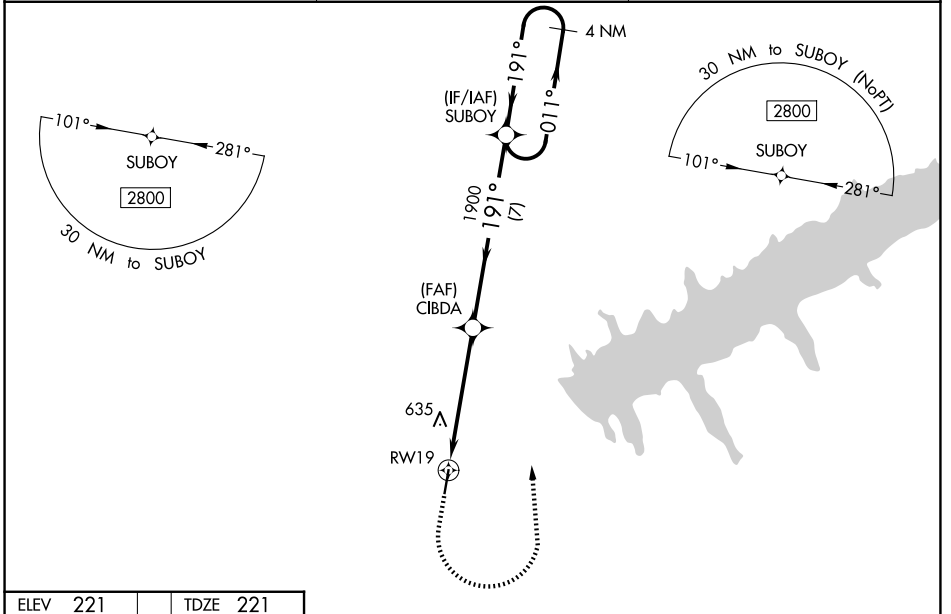 101°
281°
SUBOY
2800
30 NM to SUBOY
4 NM
191°
011°
(IF/IAF)
SUBOY
1900
191°
(7)
(FAF)
CIBDA
635
RW19
30 NM to SUBOY (NoPT)
2800
SUBOY
101°
281°
ELEV 221 TDZE 221